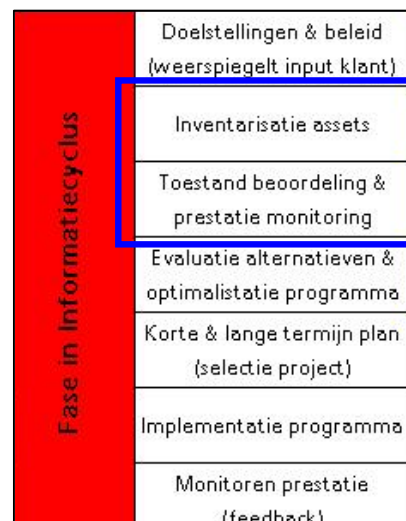 Fase in Informatiecyclus
Doelstellingen & beleid
(weerspiegelt input klant)
Inventarisatie assets
Toestand beoordeling &
prestatie monitoring
Evaluatie alternatieven &
optimalistatie programma
Korte & lange termijn plan
(selectie project)
Implementatie programma
Monitoren prestatie
(feedback)